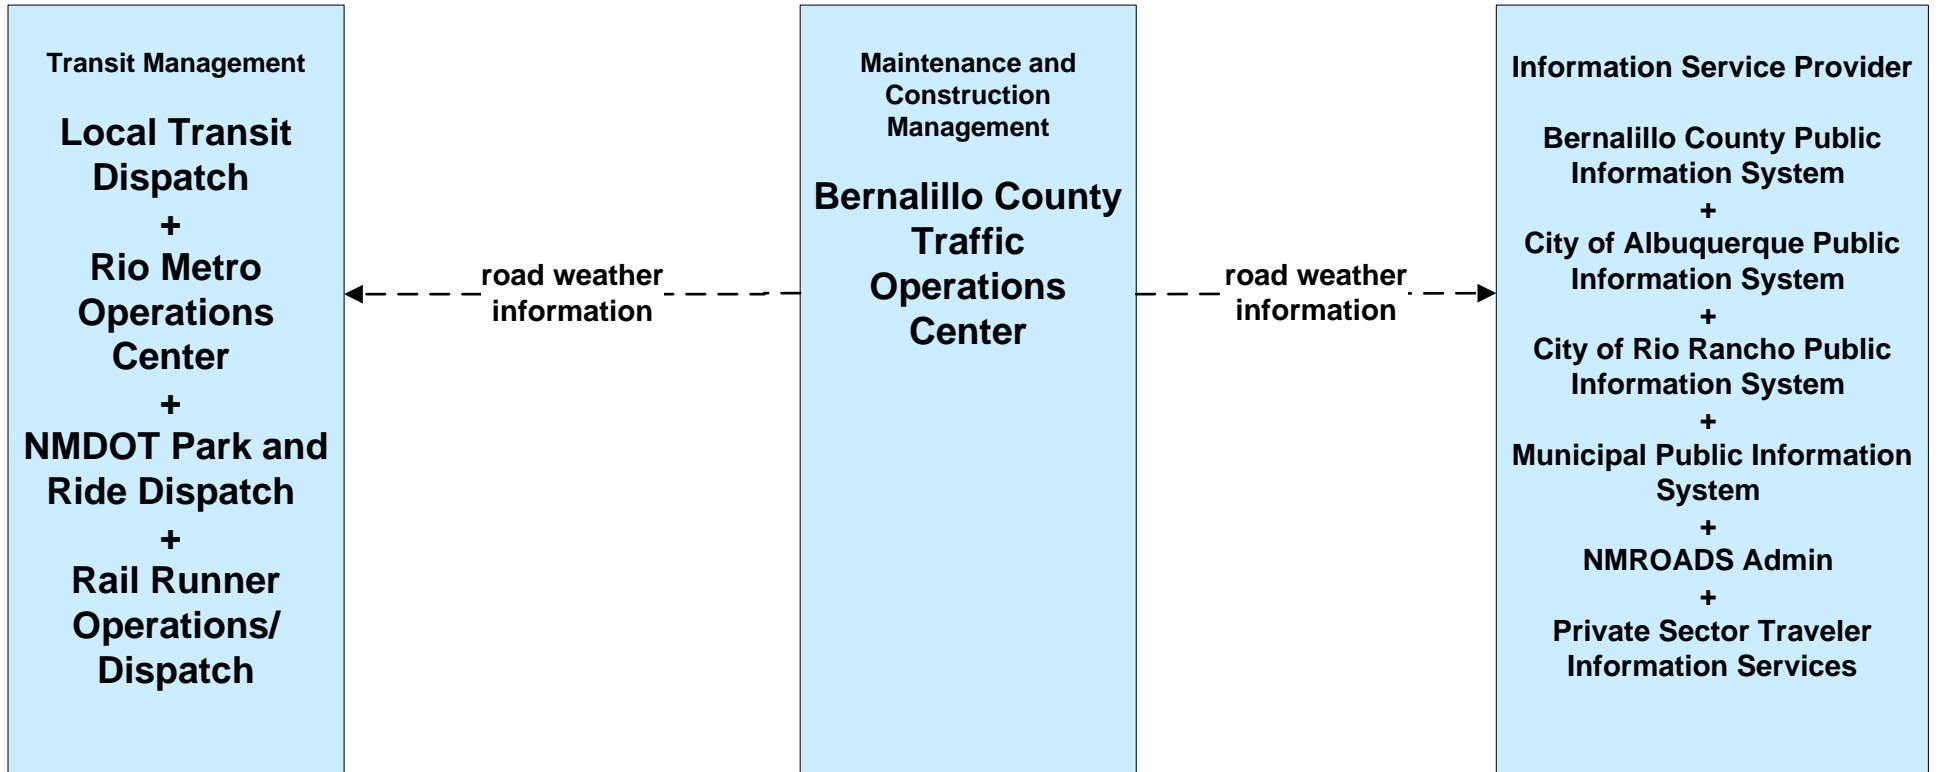 Transit Management
Local Transit
Dispatch
+
Rio Metro
Operations
Center
+
NMDOT Park and
Ride Dispatch
+
Rail Runner
Operations/
Dispatch
road weather
information
Maintenance and
Construction
Management
Bernalillo County
Traffic
Operations
Center
road weather
information
Information Service Provider
Bernalillo County Public
Information System
+
City of Albuquerque Public
Information System
+
City of Rio Rancho Public
Information System
+
Municipal Public Information
System
+
NMROADS Admin
+
Private Sector Traveler
Information Services